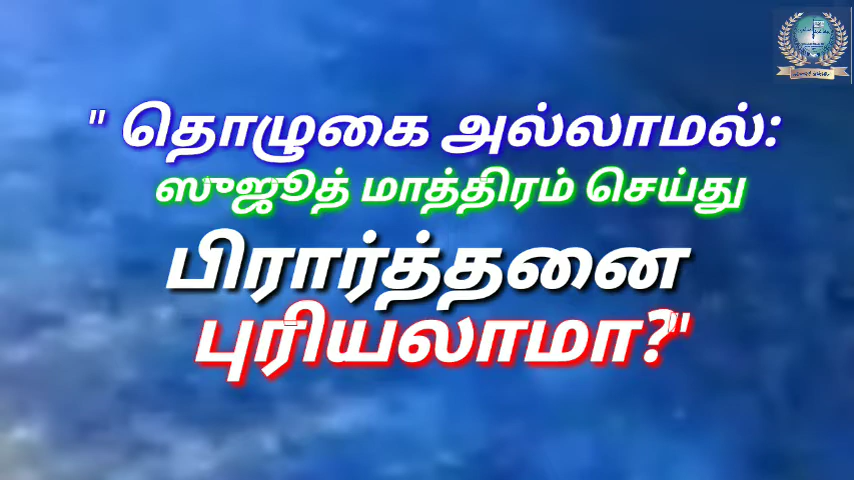 " தொழுகை அல்லாமல்:
ஸுஜூத் மாத்திரம் செய்து
பிரார்த்தனை
புரியலாமா?"